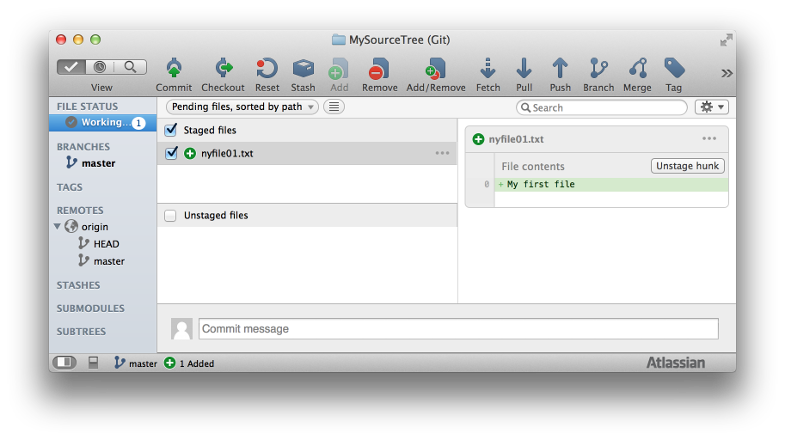 MySourceTree (Git)
View
Commit
Checkout
Reset
Stash
Add
Remove
Add/Remove
Fetch
Pull
Push
Branch
Merge
Tag
FILE STATUS
Working...
1
BRANCHES
master
TAGS
REMOTES
origin
HEAD
master
STASHES
SUBMODULES
SUBTREES
Pending files, sorted by path
Search
Staged files
nyfile01.txt
Unstaged files
nyfile01.txt
File contents
Unstage hunk
0 + My first file
Commit message
master
1 Added
Atlassian